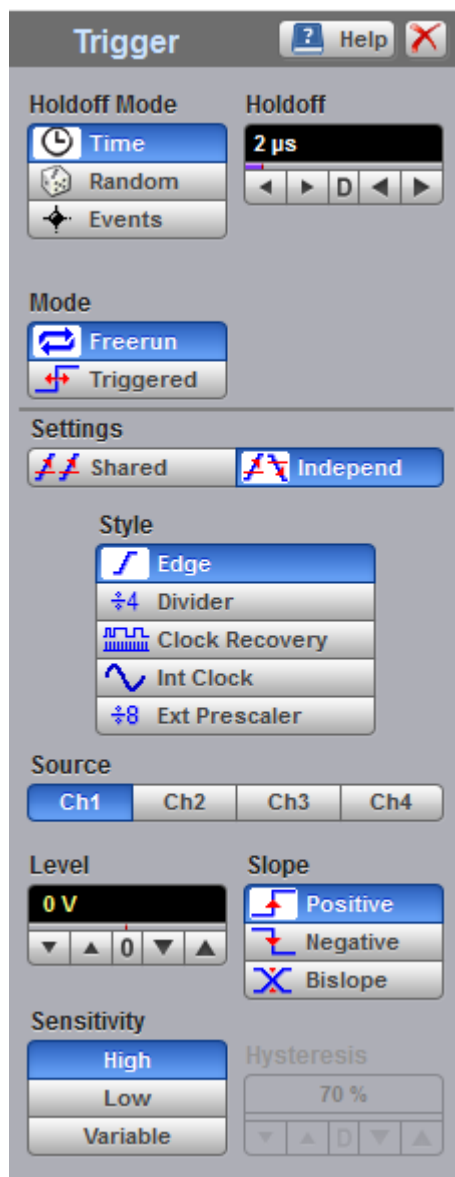 Trigger
Help
Holdoff Mode
Holdoff
Time
Random
Events
2 µs
D
Mode
Freerun
Triggered
Settings
Shared
Independ
Style
Edge
÷4 Divider
Clock Recovery
Int Clock
÷8 Ext Prescaler
Source
Ch1 Ch2 Ch3 Ch4
Level
0 V
0
Slope
Positive
Negative
Bislope
Sensitivity
High
Low
Variable
Hysteresis
70 %
D